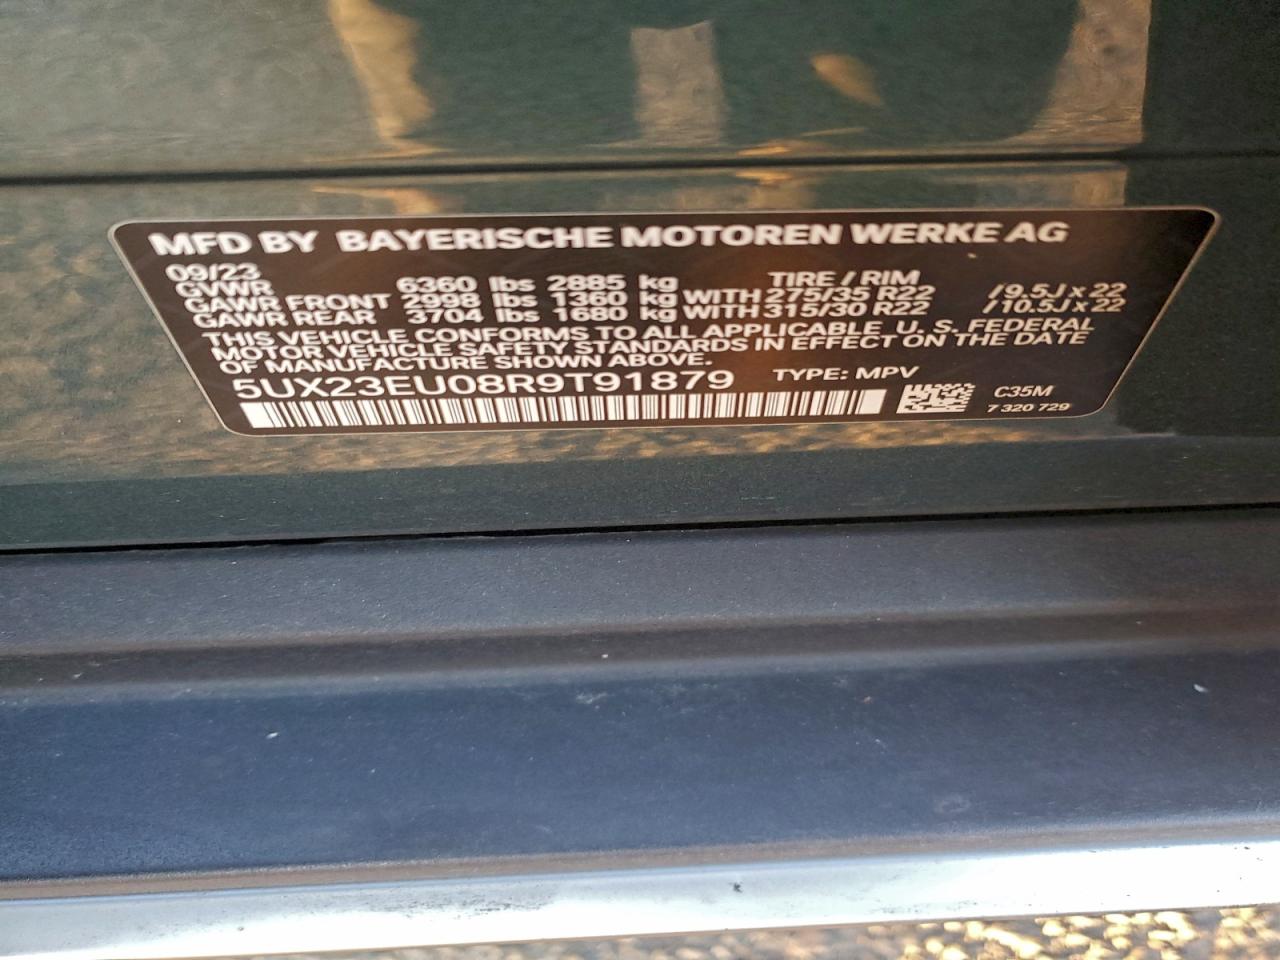 MFD BY BAYERISCHE MOTOREN WERKE AG
09/23 TIRE / RIM
GVWR 6360 lbs 2885 kg
GAWR FRONT 2998 lbs 1360 kg WITH 275/35 R22 /9.5J x 22
GAWR REAR 3704 lbs 1680 kg WITH 315/30 R22 /10.5J x 22
THIS VEHICLE CONFORMS TO ALL APPLICABLE U. S. FEDERAL
MOTOR VEHICLE SAFETY STANDARDS IN EFFECT ON THE DATE
OF MANUFACTURE SHOWN ABOVE.
5UX23EU08R9T91879 TYPE: MPV
C35M
7 320 729